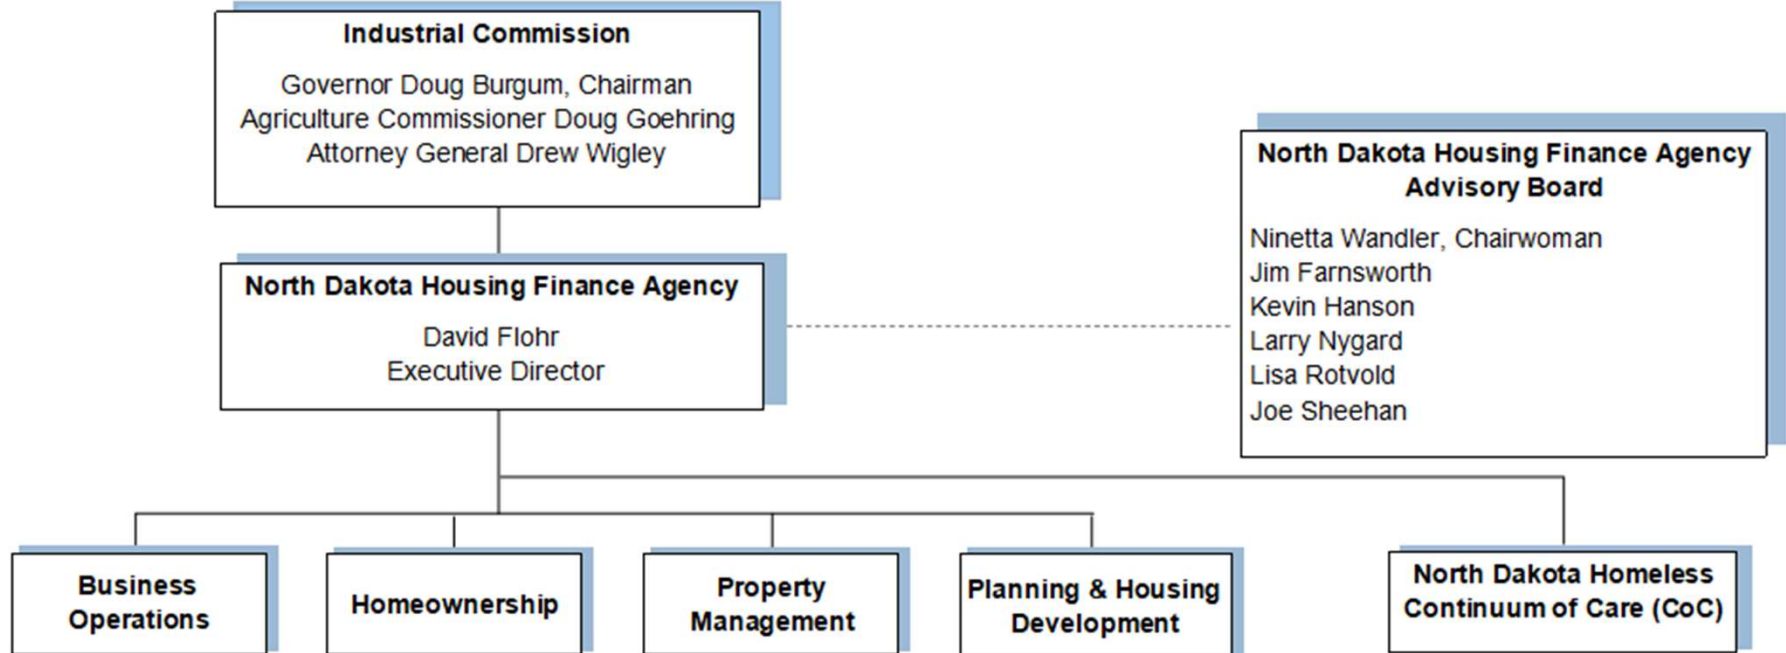 Industrial Commission
Governor Doug Burgum, Chairman
Agriculture Commissioner Doug Goehring
Attorney General Drew Wigley
North Dakota Housing Finance Agency
Advisory Board
Ninetta Wandler, Chairwoman
Jim Farnsworth
Kevin Hanson
Larry Nygard
Lisa Rotvold
Joe Sheehan
North Dakota Housing Finance Agency
David Flohr
Executive Director
Business
Operations
Homeownership
Property
Management
Planning & Housing
Development
North Dakota Homeless
Continuum of Care (CoC)